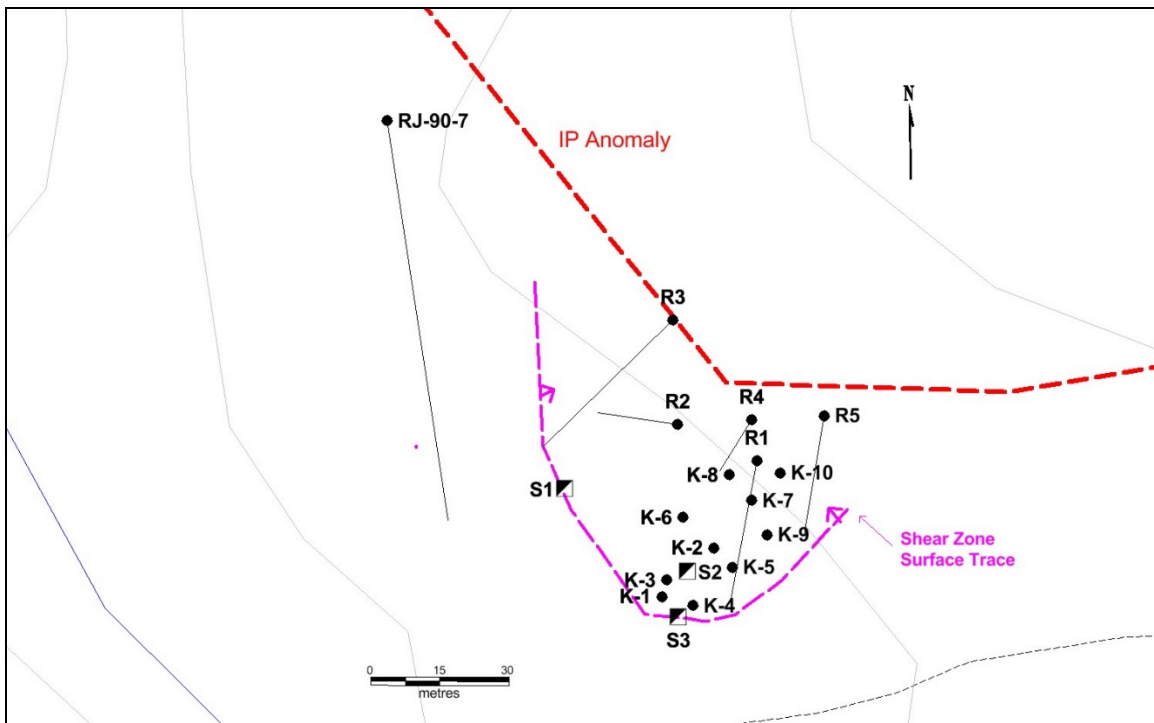 N
RJ-90-7
IP Anomaly
R3
R2
R4
R5
R1
K-8
K-10
S1
K-7
K-6
K-9
Shear Zone
Surface Trace
K-2
S2
K-5
K-3
K-1
K-4
S3
0 15 30
metres